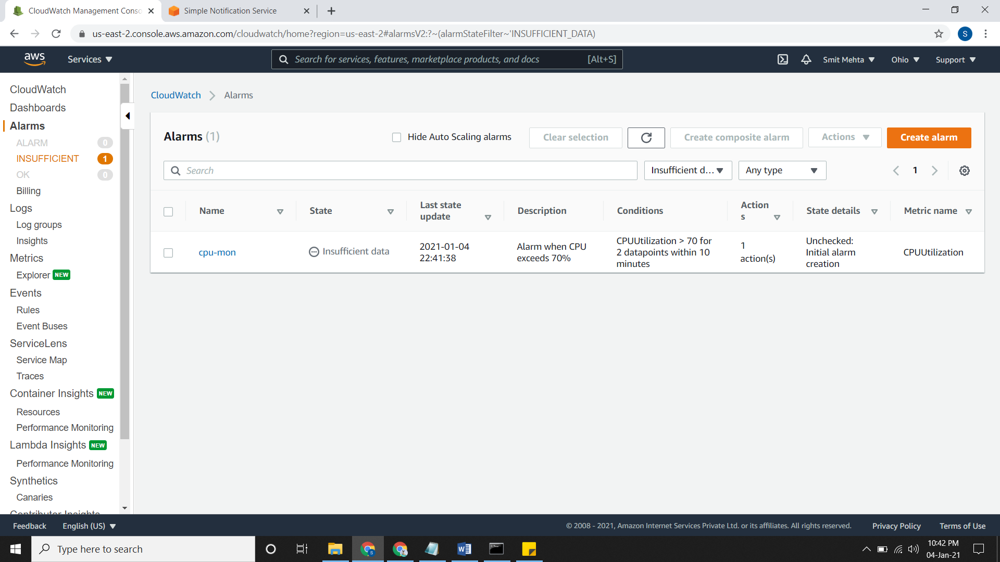 CloudWatch Management Conso
Simple Notification Service
us-east-2.console.aws.amazon.com/cloudwatch/home?region=us-east-2#alarmsV2:?~(alarmStateFilter~'INSUFFICIENT_DATA)
S
aws
Services
Search for services, features, marketplace products, and docs
[Alt+S]
Smit Mehta
Ohio
Support
CloudWatch
Dashboards
Alarms
ALARM 0
INSUFFICIENT 1
OK 0
Billing
Logs
Log groups
Insights
Metrics
Explorer NEW
Events
Rules
Event Buses
ServiceLens
Service Map
Traces
Container Insights NEW
Resources
Performance Monitoring
Lambda Insights NEW
Performance Monitoring
Synthetics
Canaries
Contributor Insights
CloudWatch
Alarms
Alarms (1)
Hide Auto Scaling alarms
Clear selection
Create composite alarm
Actions
Create alarm
Search
Insufficient d...
Any type
1
Name
State
Last state
update
Description
Conditions
Action
s
State details
Metric name
cpu-mon
Insufficient data
2021-01-04
22:41:38
Alarm when CPU
exceeds 70%
CPUUtilization > 70 for
2 datapoints within 10
minutes
1
action(s)
Unchecked:
Initial alarm
creation
CPUUtilization
Feedback
English (US)
© 2008 - 2021, Amazon Internet Services Private Ltd. or its affiliates. All rights reserved.
Privacy Policy
Terms of Use
Type here to search
10:42 PM
04-Jan-21